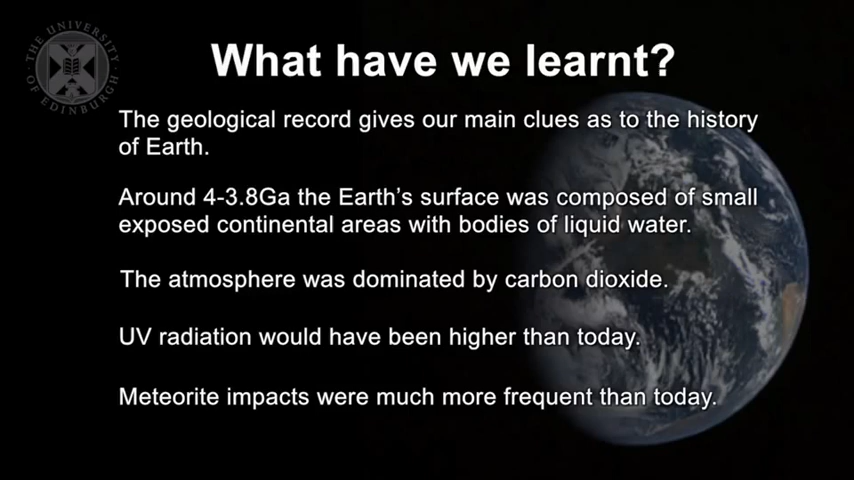 THE UNIVERSITY OF EDINBURGH
What have we learnt?
The geological record gives our main clues as to the history
of Earth.
Around 4-3.8Ga the Earth's surface was composed of small
exposed continental areas with bodies of liquid water.
The atmosphere was dominated by carbon dioxide.
UV radiation would have been higher than today.
Meteorite impacts were much more frequent than today.